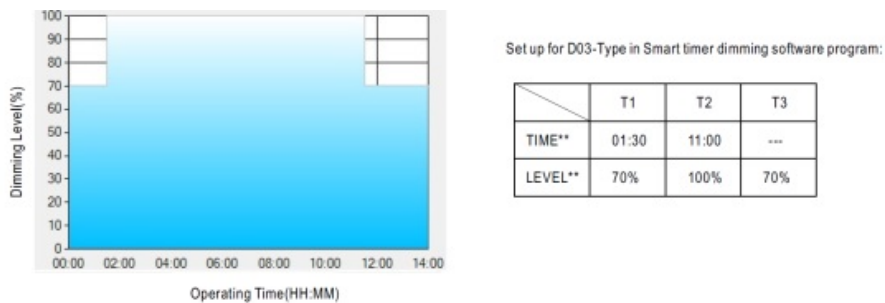 100
90
80
70
60
50
40
30
20
10
0
Dimming Level(%)
00:00 02:00 04:00 06:00 08:00 10:00 12:00 14:00
Operating Time(HH:MM)
Set up for D03-Type in Smart timer dimming software program:
T1 T2 T3
TIME** 01:30 11:00 ---
LEVEL** 70% 100% 70%